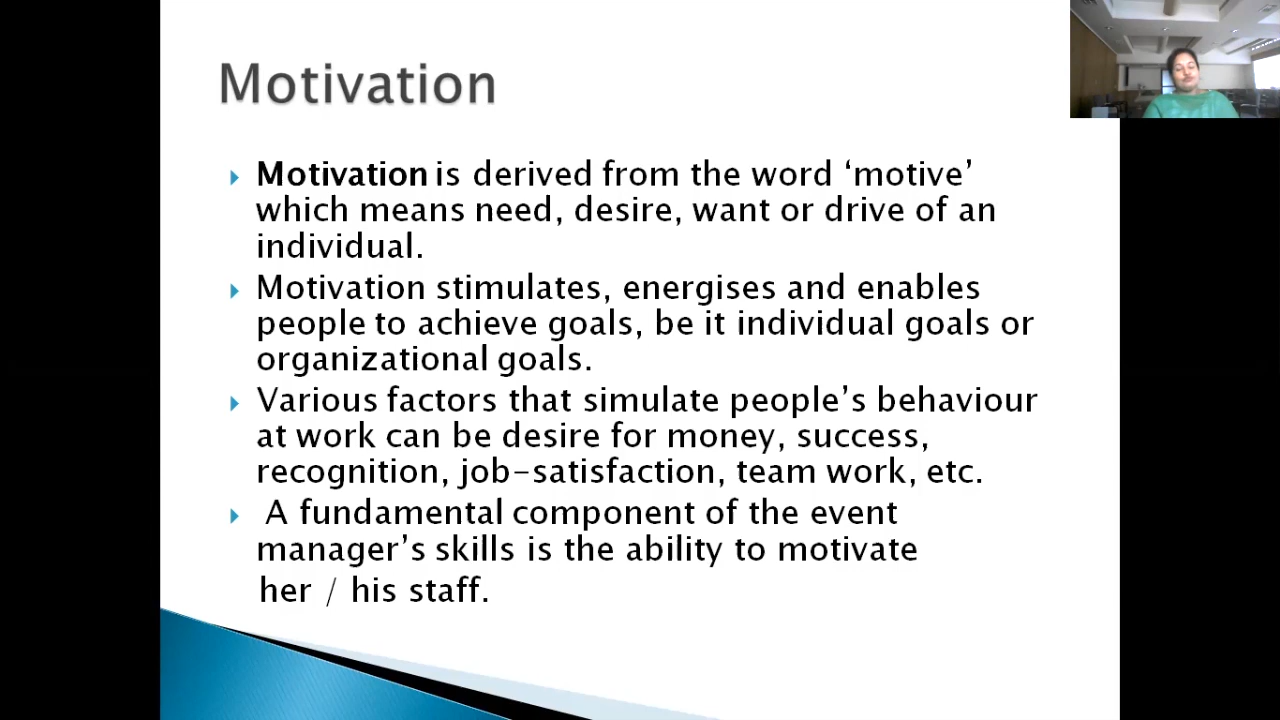 Motivation
Motivation is derived from the word ‘motive’
which means need, desire, want or drive of an
individual.
Motivation stimulates, energises and enables
people to achieve goals, be it individual goals or
organizational goals.
Various factors that simulate people’s behaviour
at work can be desire for money, success,
recognition, job-satisfaction, team work, etc.
A fundamental component of the event
manager’s skills is the ability to motivate
her / his staff.